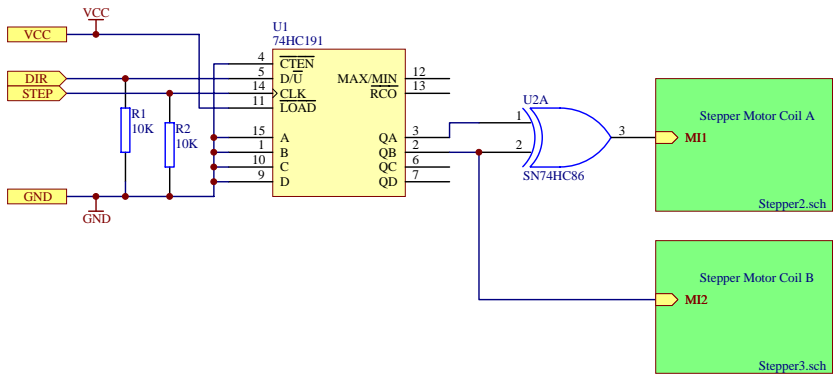 VCC
VCC
U1
74HC191
4
CTEN
DIR
5
D/U
MAX/MIN
12
STEP
14
CLK
RCO
13
11
LOAD
U2A
R1
10K
R2
10K
15
A
QA
3
1
B
QB
2
10
C
QC
6
9
D
QD
7
1
2
3
SN74HC86
Stepper Motor Coil A
MI1
Stepper2.sch
GND
GND
Stepper Motor Coil B
MI2
Stepper3.sch